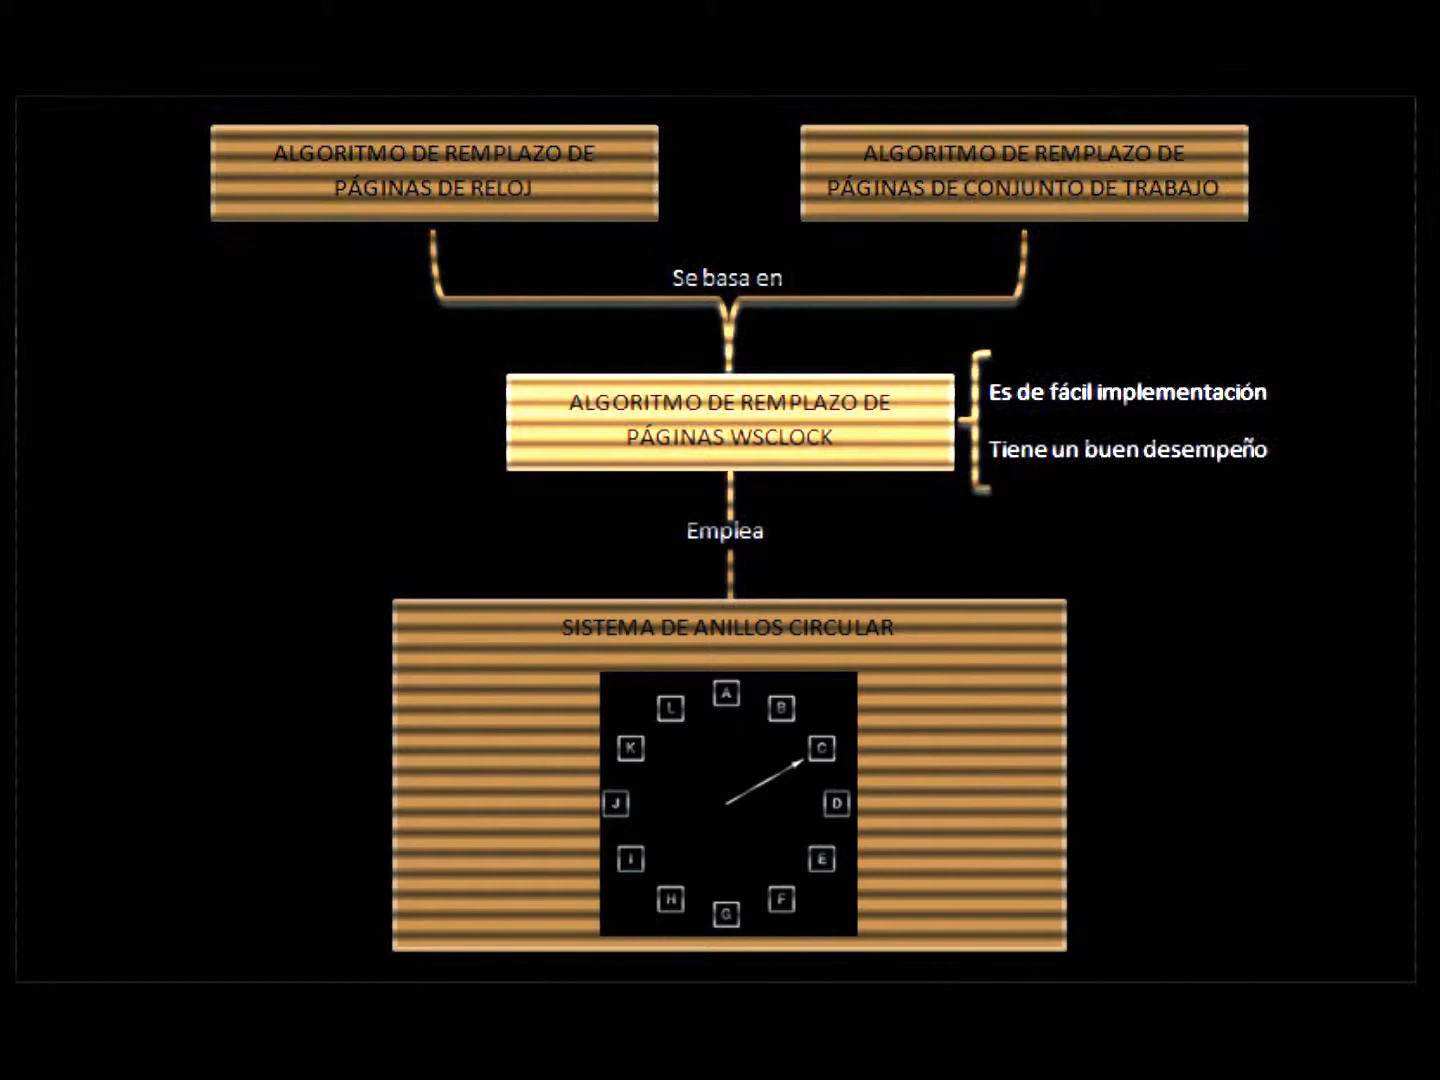 ALGORITMO DE REMPLAZO DE
PÁGINAS DE RELOJ
ALGORITMO DE REMPLAZO DE
PÁGINAS DE CONJUNTO DE TRABAJO
Se basa en
ALGORITMO DE REMPLAZO DE
PÁGINAS WSCLOCK
Es de fácil implementación
Tiene un buen desempeño
Emplea
SISTEMA DE ANILLOS CIRCULAR
A
B
C
D
E
F
G
H
I
J
K
L